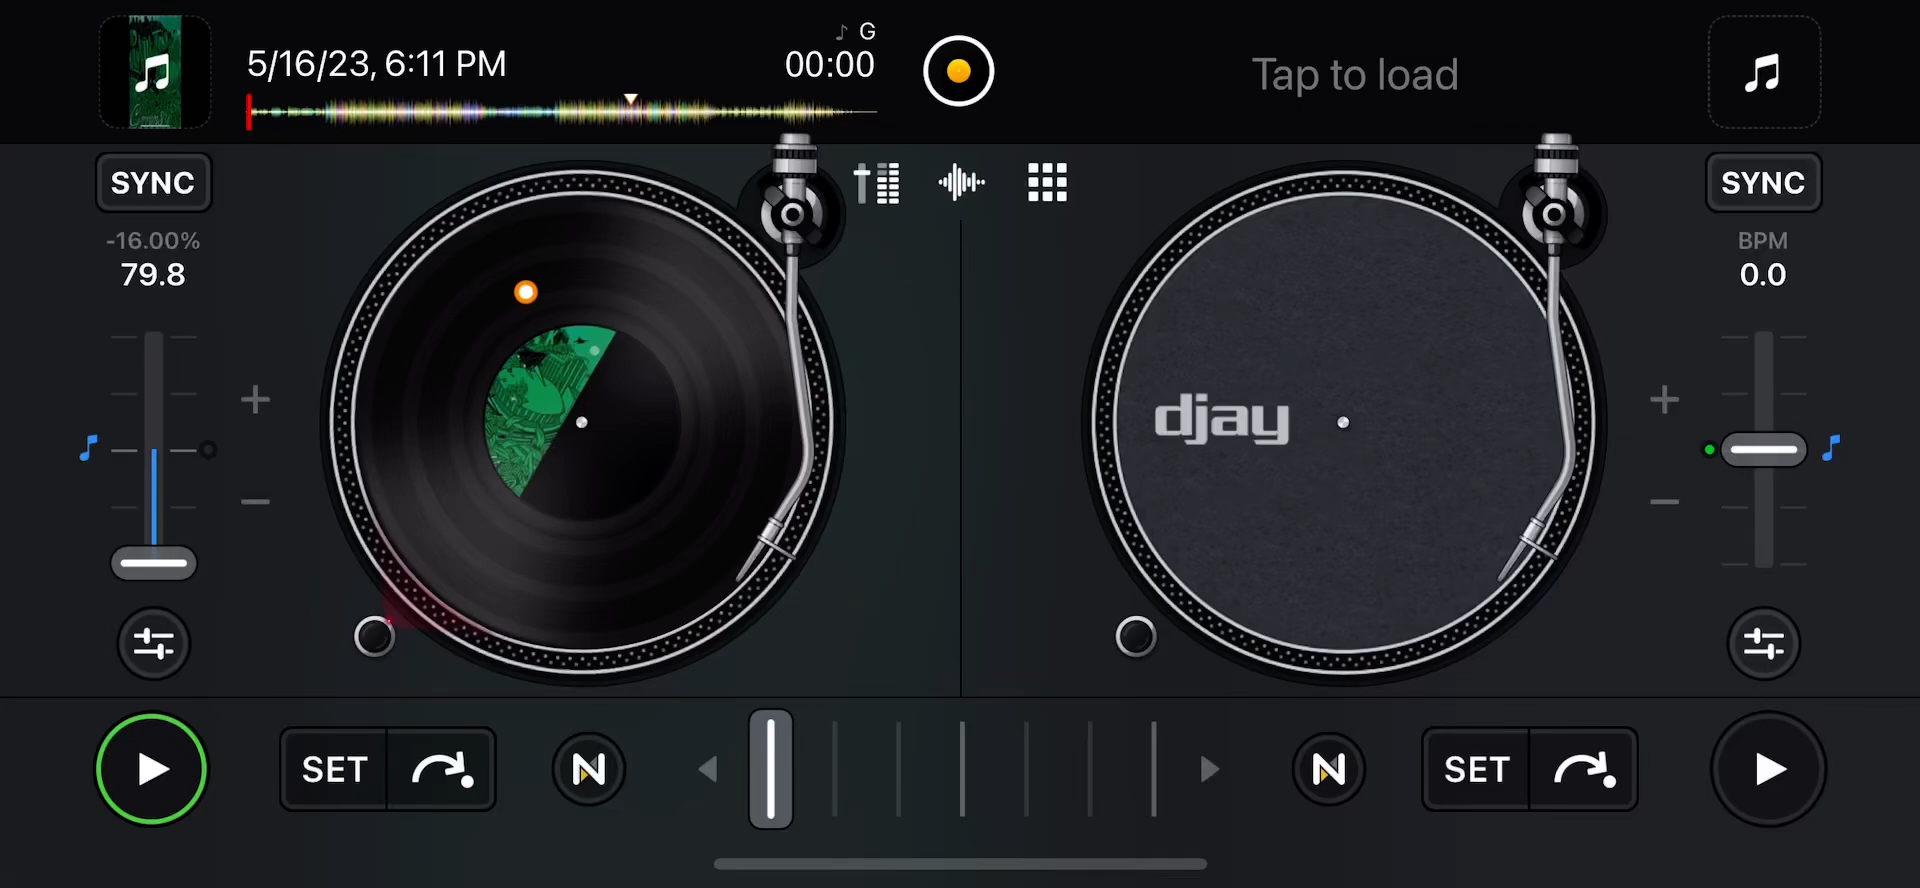 5/16/23, 6:11 PM
G
00:00
Tap to load
SYNC
SYNC
-16.00%
79.8
BPM
0.0
djay
SET
N
N
SET